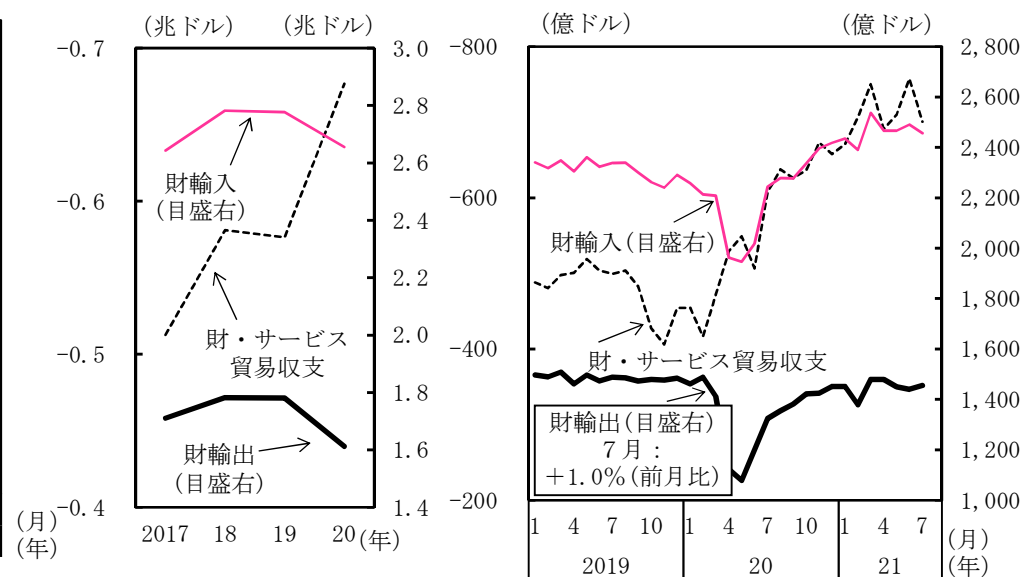 (兆ドル) (兆ドル)
-0.7 3.0
2.8
2.6
-0.6
2.4
2.2
2.0
-0.5
1.8
1.6
-0.4 1.4
財輸入
(目盛右)
財・サービス
貿易収支
財輸出
(目盛右)
(月)
(年)
2017 18 19 20 (年)
(億ドル) (億ドル)
-800 2,800
2,600
2,400
-600 2,200
2,000
1,800
-400 1,600
1,400
1,200
-200 1,000
財輸入(目盛右)
財・サービス貿易収支
財輸出(目盛右)
7月:
+1.0%(前月比)
1 4 7 10 1 4 7 10 1 4 7 (月)
2019 20 21 (年)